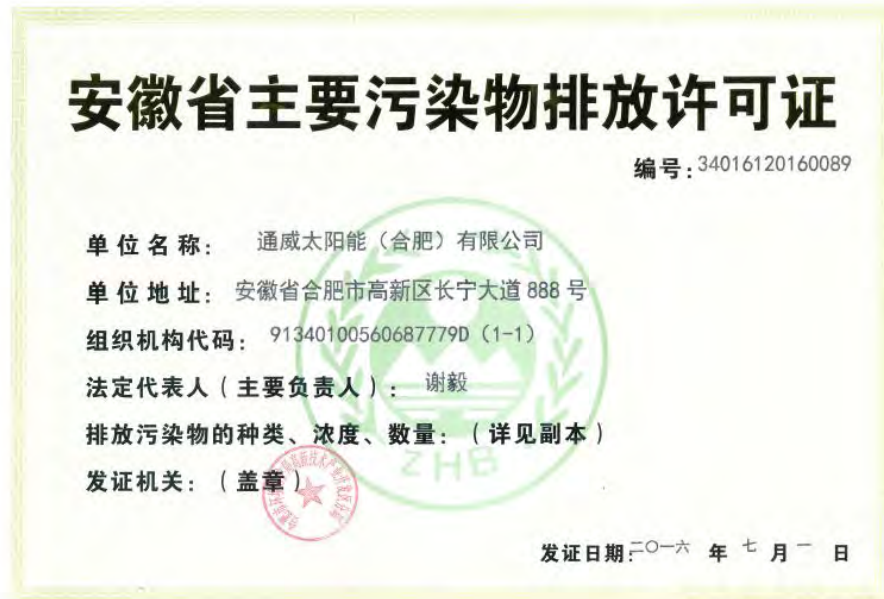 安徽省主要污染物排放许可证
编号:34016120160089
单位名称: 通威太阳能（合肥）有限公司
单位地址: 安徽省合肥市高新区长宁大道888号
组织机构代码: 91340100560687779D（1-1）
法定代表人（主要负责人）: 谢毅
排放污染物的种类、浓度、数量:（详见副本）
ZHB
发证机关:（盖章）
发证日期:二〇一六 年 七 月 一 日